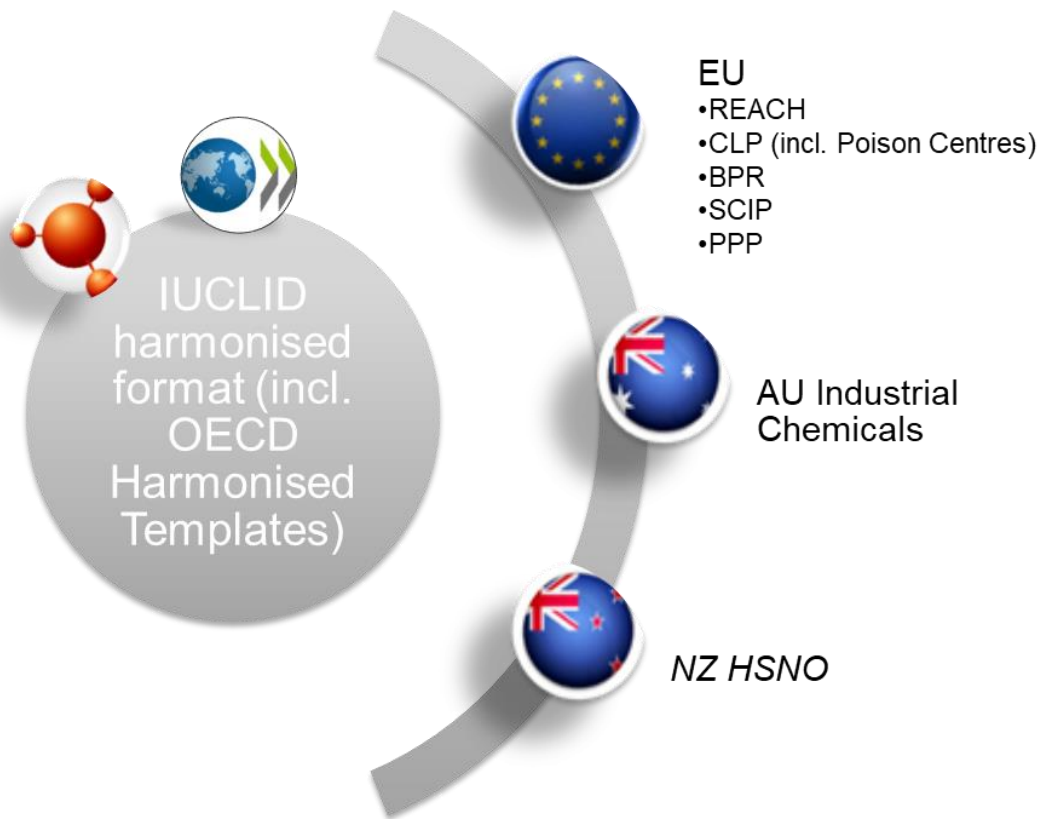 IUCLID
harmonised
format (incl.
OECD
Harmonised
Templates)
EU
•REACH
•CLP (incl. Poison Centres)
•BPR
•SCIP
•PPP
AU Industrial
Chemicals
NZ HSNO